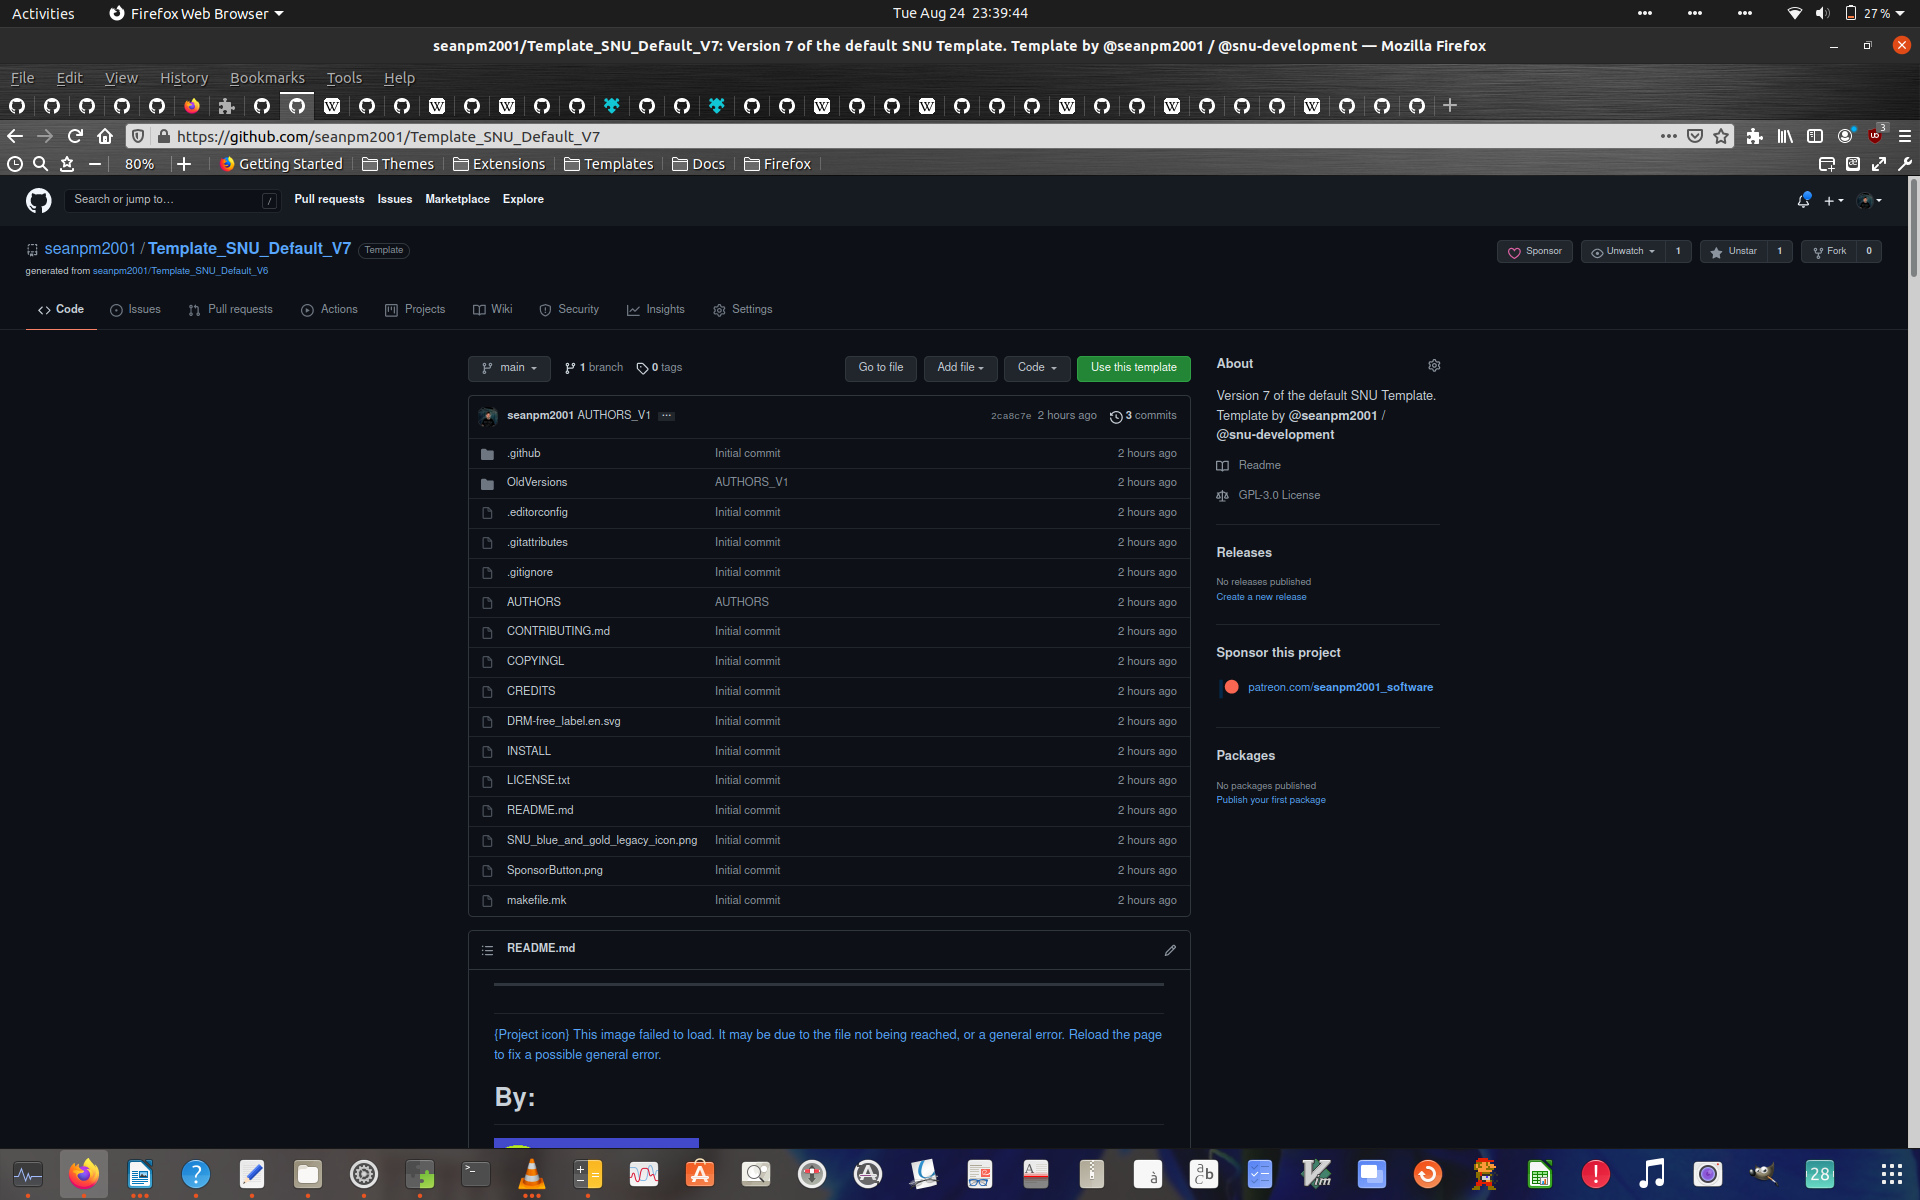 Activities Firefox Web Browser Tue Aug 24 23:39:44 27 %
seanpm2001/Template_SNU_Default_V7: Version 7 of the default SNU Template. Template by @seanpm2001 / @snu-development — Mozilla Firefox
File Edit View History Bookmarks Tools Help
https://github.com/seanpm2001/Template_SNU_Default_V7 3
80% Getting Started Themes Extensions Templates Docs Firefox
Search or jump to… / Pull requests Issues Marketplace Explore
seanpm2001 / Template_SNU_Default_V7 Template Sponsor Unwatch 1 Unstar 1 Fork 0
generated from seanpm2001/Template_SNU_Default_V6
Code Issues Pull requests Actions Projects Wiki Security Insights Settings
main 1 branch 0 tags Go to file Add file Code Use this template
seanpm2001 AUTHORS_V1 ... 2ca8c7e 2 hours ago 3 commits
.github Initial commit 2 hours ago
OldVersions AUTHORS_V1 2 hours ago
.editorconfig Initial commit 2 hours ago
.gitattributes Initial commit 2 hours ago
.gitignore Initial commit 2 hours ago
AUTHORS AUTHORS 2 hours ago
CONTRIBUTING.md Initial commit 2 hours ago
COPYINGL Initial commit 2 hours ago
CREDITS Initial commit 2 hours ago
DRM-free_label.en.svg Initial commit 2 hours ago
INSTALL Initial commit 2 hours ago
LICENSE.txt Initial commit 2 hours ago
README.md Initial commit 2 hours ago
SNU_blue_and_gold_legacy_icon.png Initial commit 2 hours ago
SponsorButton.png Initial commit 2 hours ago
makefile.mk Initial commit 2 hours ago
About
Version 7 of the default SNU Template.
Template by @seanpm2001 /
@snu-development
Readme
GPL-3.0 License
Releases
No releases published
Create a new release
Sponsor this project
patreon.com/seanpm2001_software
Packages
No packages published
Publish your first package
README.md
{Project icon} This image failed to load. It may be due to the file not being reached, or a general error. Reload the page
to fix a possible general error.
By:
28